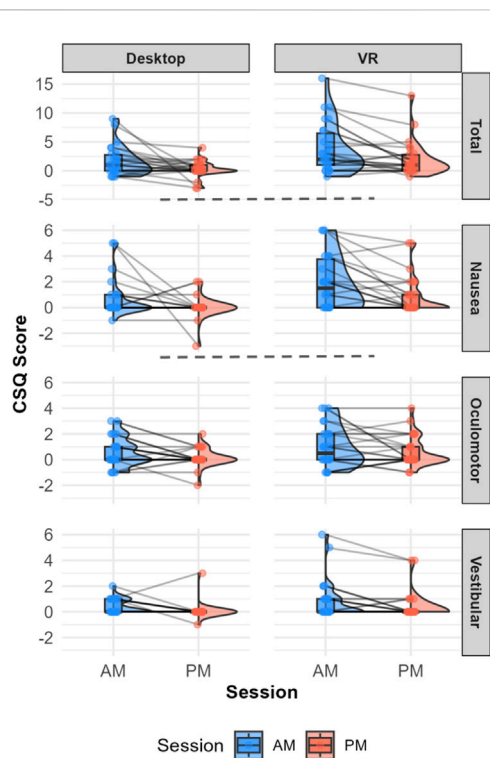 Desktop VR
15
10
5
0
-5
Total
6
4
2
0
-2
Nausea
6
4
2
0
-2
Oculomotor
6
4
2
0
-2
Vestibular
CSQ Score
AM PM AM PM
Session
Session AM PM